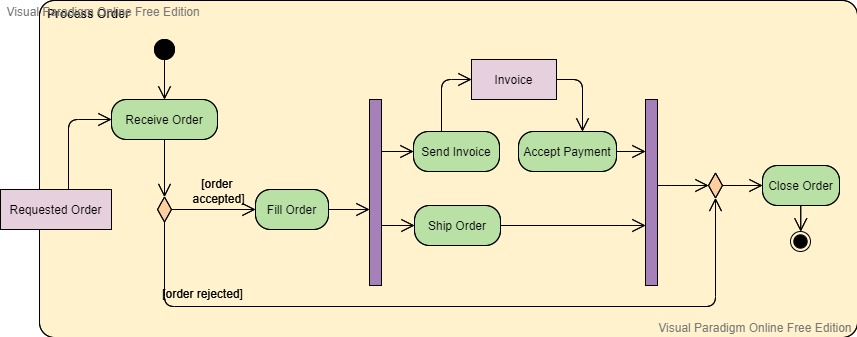 Process Order
Visual Paradigm Online Free Edition
Invoice
Receive Order
Send Invoice
Accept Payment
[order
accepted]
Requested Order
Fill Order
Ship Order
Close Order
[order rejected]
Visual Paradigm Online Free Edition